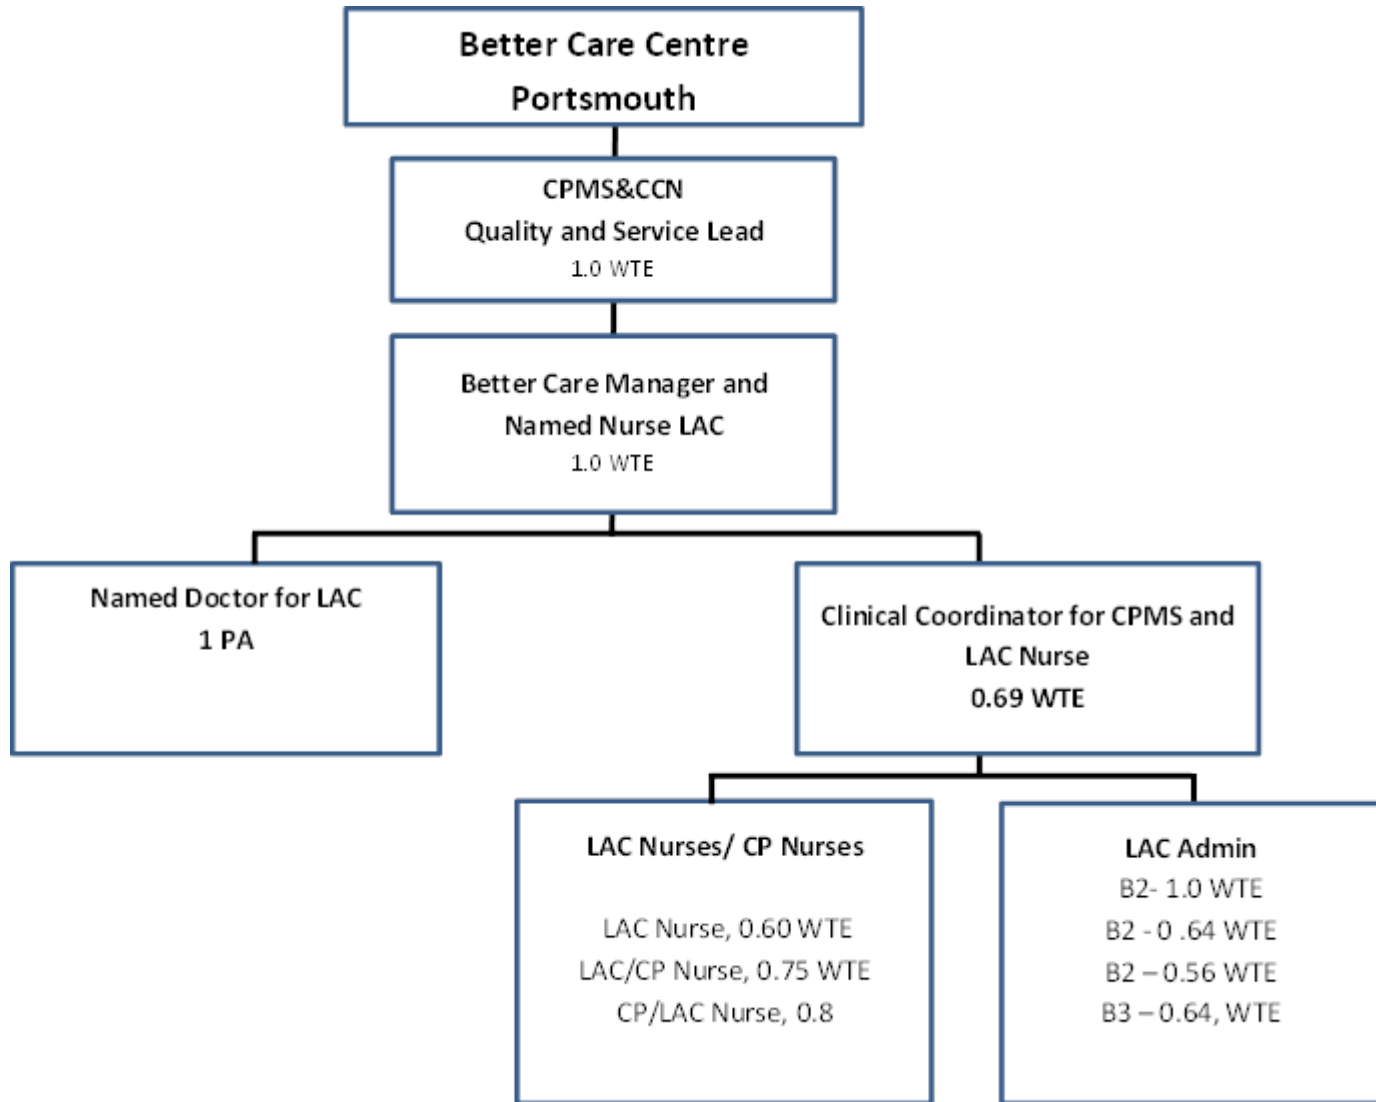 Better Care Centre
Portsmouth
CPMS&CCN
Quality and Service Lead
1.0 WTE
Better Care Manager and
Named Nurse LAC
1.0 WTE
Named Doctor for LAC
1 PA
Clinical Coordinator for CPMS and
LAC Nurse
0.69 WTE
LAC Nurses/ CP Nurses
LAC Nurse, 0.60 WTE
LAC/CP Nurse, 0.75 WTE
CP/LAC Nurse, 0.8
LAC Admin
B2- 1.0 WTE
B2 - 0 .64 WTE
B2 – 0.56 WTE
B3 – 0.64, WTE